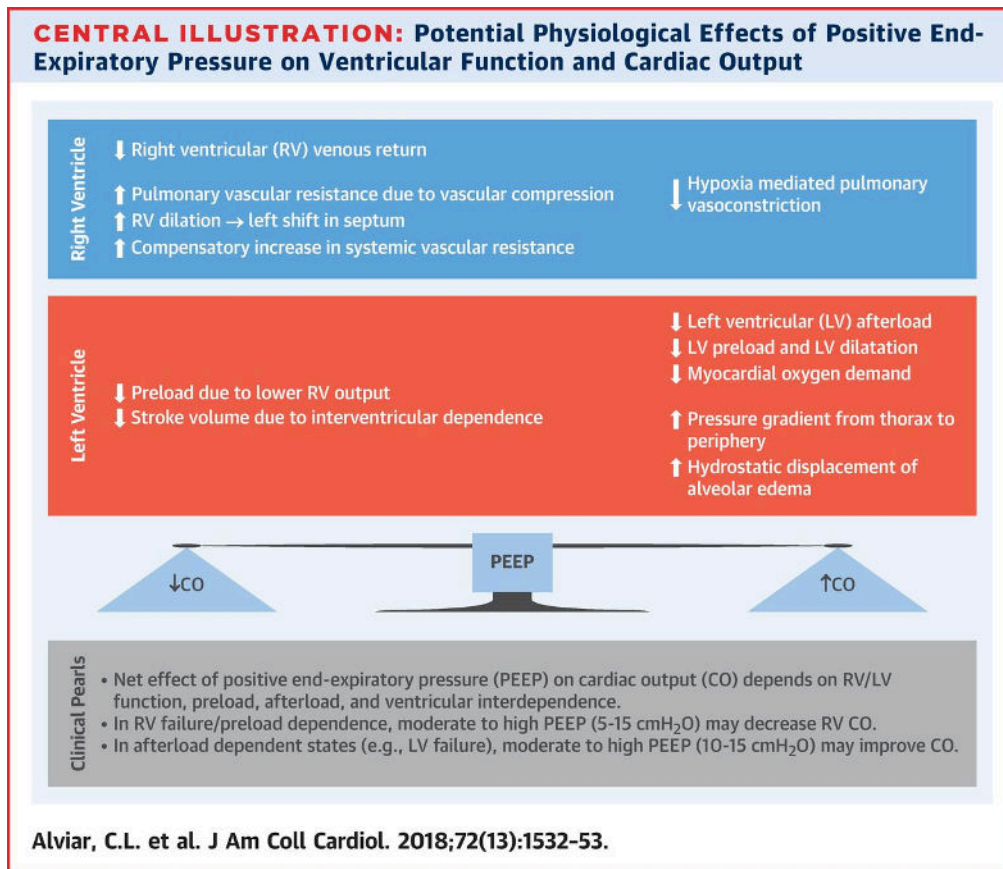 CENTRAL ILLUSTRATION: Potential Physiological Effects of Positive End-
Expiratory Pressure on Ventricular Function and Cardiac Output
Right Ventricle
↓ Right ventricular (RV) venous return
↑ Pulmonary vascular resistance due to vascular compression
↑ RV dilation → left shift in septum
↑ Compensatory increase in systemic vascular resistance
↓ Hypoxia mediated pulmonary
vasoconstriction
Left Ventricle
↓ Preload due to lower RV output
↓ Stroke volume due to interventricular dependence
↓ Left ventricular (LV) afterload
↓ LV preload and LV dilatation
↓ Myocardial oxygen demand
↑ Pressure gradient from thorax to
periphery
↑ Hydrostatic displacement of
alveolar edema
↓CO
PEEP
↑CO
Clinical Pearls
• Net effect of positive end-expiratory pressure (PEEP) on cardiac output (CO) depends on RV/LV
function, preload, afterload, and ventricular interdependence.
• In RV failure/preload dependence, moderate to high PEEP (5-15 cmH₂O) may decrease RV CO.
• In afterload dependent states (e.g., LV failure), moderate to high PEEP (10-15 cmH₂O) may improve CO.
Alviar, C.L. et al. J Am Coll Cardiol. 2018;72(13):1532-53.